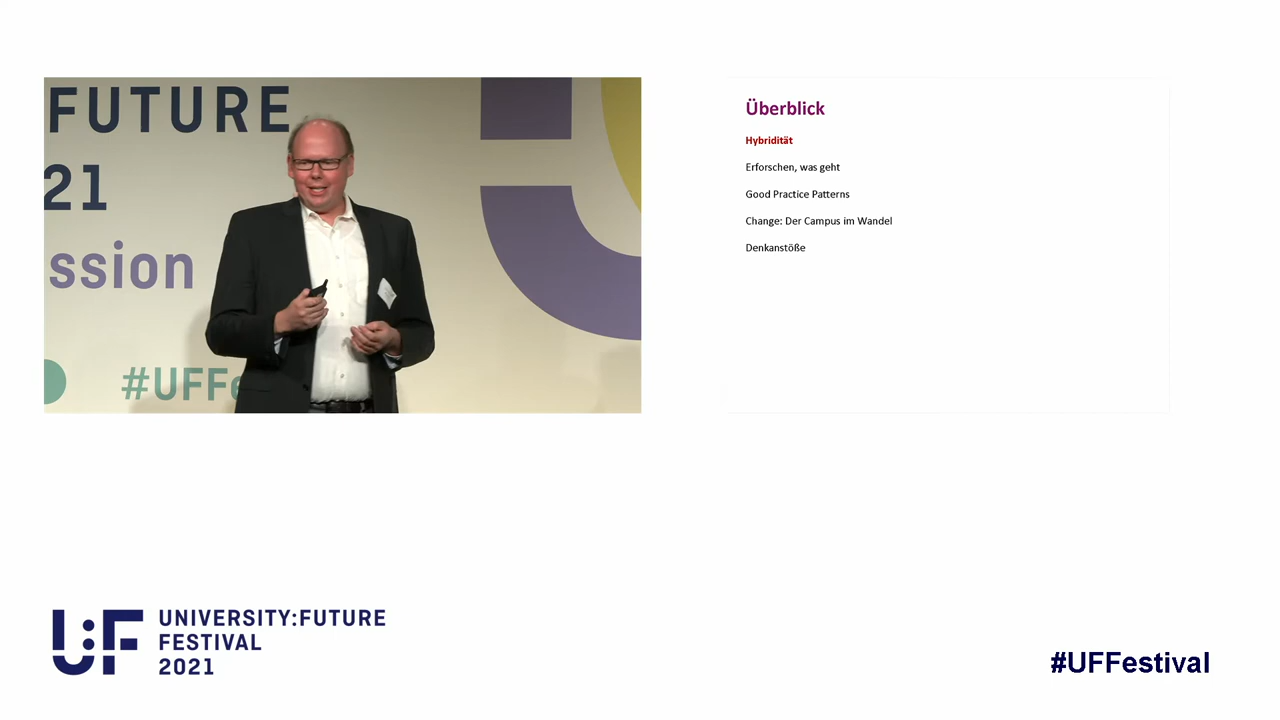 FUTURE
21
ssion
#UFFe
Überblick
Hybridität
Erforschen, was geht
Good Practice Patterns
Change: Der Campus im Wandel
Denkanstöße
U:F
UNIVERSITY:FUTURE
FESTIVAL
2021
#UFFestival